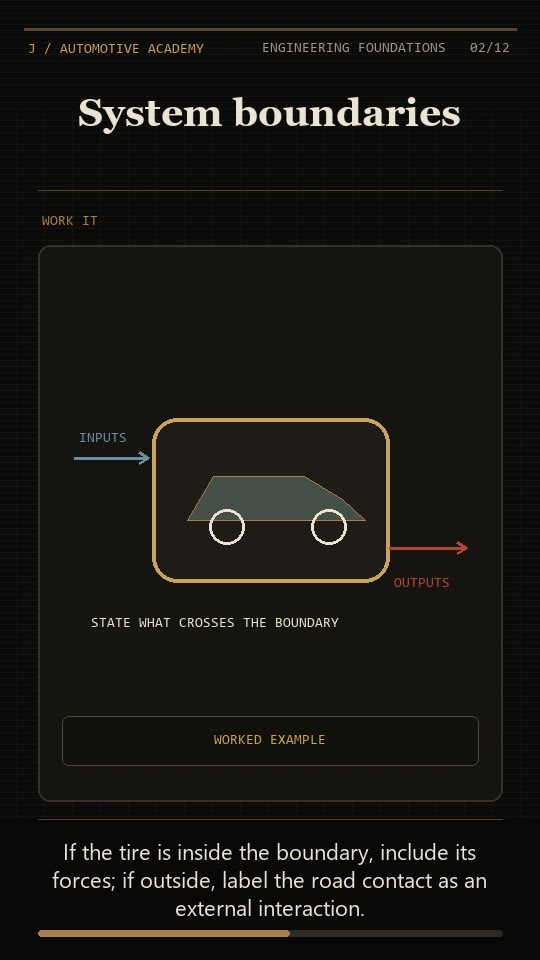 J / AUTOMOTIVE ACADEMY
ENGINEERING FOUNDATIONS 02/12
System boundaries
WORK IT
INPUTS
OUTPUTS
STATE WHAT CROSSES THE BOUNDARY
WORKED EXAMPLE
If the tire is inside the boundary, include its
forces; if outside, label the road contact as an
external interaction.